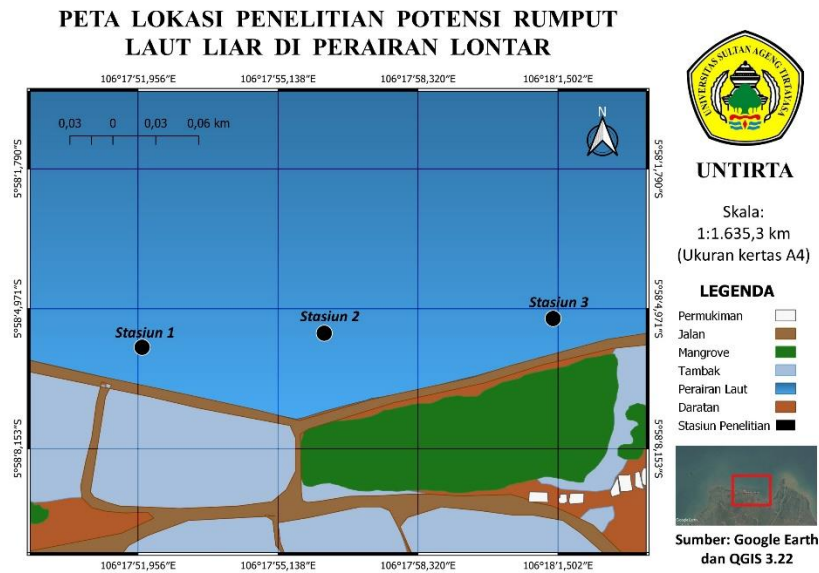 PETA LOKASI PENELITIAN POTENSI RUMPUT
LAUT LIAR DI PERAIRAN LONTAR
106°17'51,956"E 106°17'55,138"E 106°17'58,320"E 106°18'1,502"E
0,03 0 0,03 0,06 km
N
5°58'1,790"S
5°58'1,790"S
5°58'4,971"S
5°58'4,971"S
5°58'8,153"S
5°58'8,153"S
Stasiun 1
Stasiun 2
Stasiun 3
106°17'51,956"E 106°17'55,138"E 106°17'58,320"E 106°18'1,502"E
UNIVERSITAS SULTAN AGENG TIRTAYASA
UNTIRTA
Skala:
1:1.635,3 km
(Ukuran kertas A4)
LEGENDA
Permukiman
Jalan
Mangrove
Tambak
Perairan Laut
Daratan
Stasiun Penelitian
Sumber: Google Earth
dan QGIS 3.22